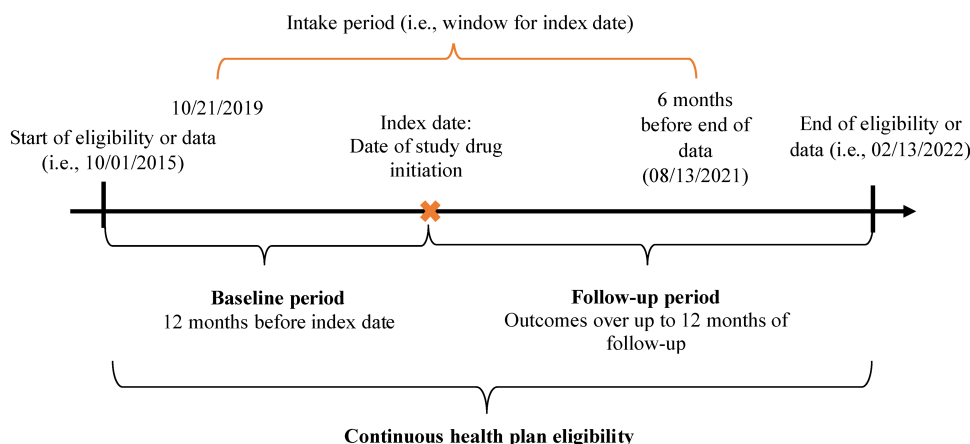 Intake period (i.e., window for index date)
10/21/2019
Start of eligibility or data
(i.e., 10/01/2015)
Index date:
Date of study drug
initiation
6 months
before end of
data
(08/13/2021)
End of eligibility or
data (i.e., 02/13/2022)
Baseline period
12 months before index date
Follow-up period
Outcomes over up to 12 months of
follow-up
Continuous health plan eligibility